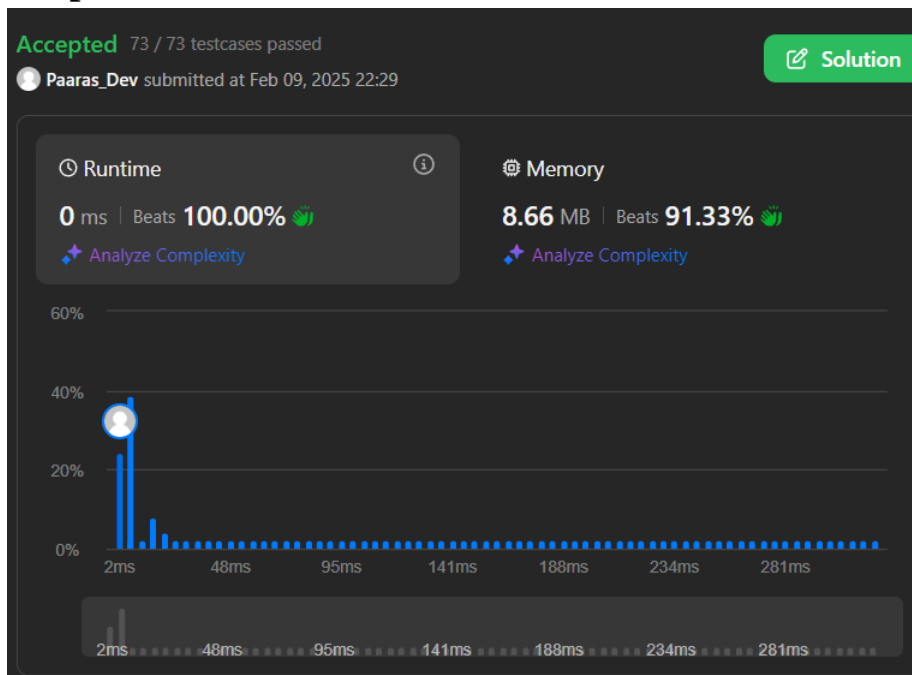 Accepted 73 / 73 testcases passed
Solution
Paaras_Dev submitted at Feb 09, 2025 22:29
Runtime
Memory
0 ms | Beats 100.00%
8.66 MB | Beats 91.33%
Analyze Complexity
Analyze Complexity
60%
40%
20%
0%
2ms 48ms 95ms 141ms 188ms 234ms 281ms
2ms 48ms 95ms 141ms 188ms 234ms 281ms